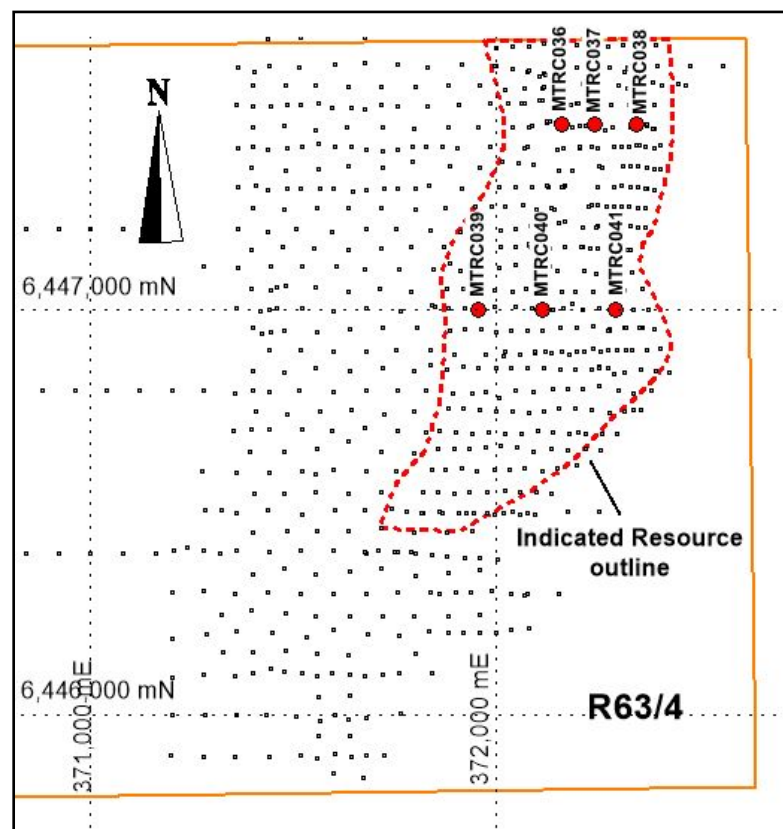 MTRC036
MTRC037
MTRC038
N
MTRC039
MTRC040
MTRC041
6,447,000 mN
Indicated Resource
outline
6,446,000 mN
371,000 mE
372,000 mE
R63/4